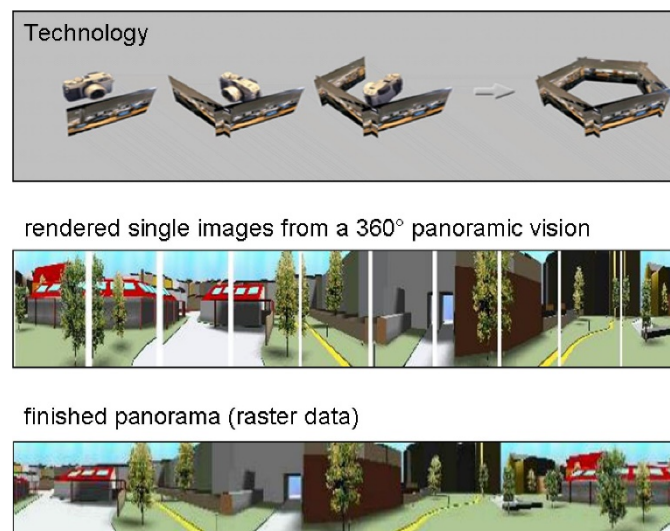 Technology
rendered single images from a 360° panoramic vision
finished panorama (raster data)